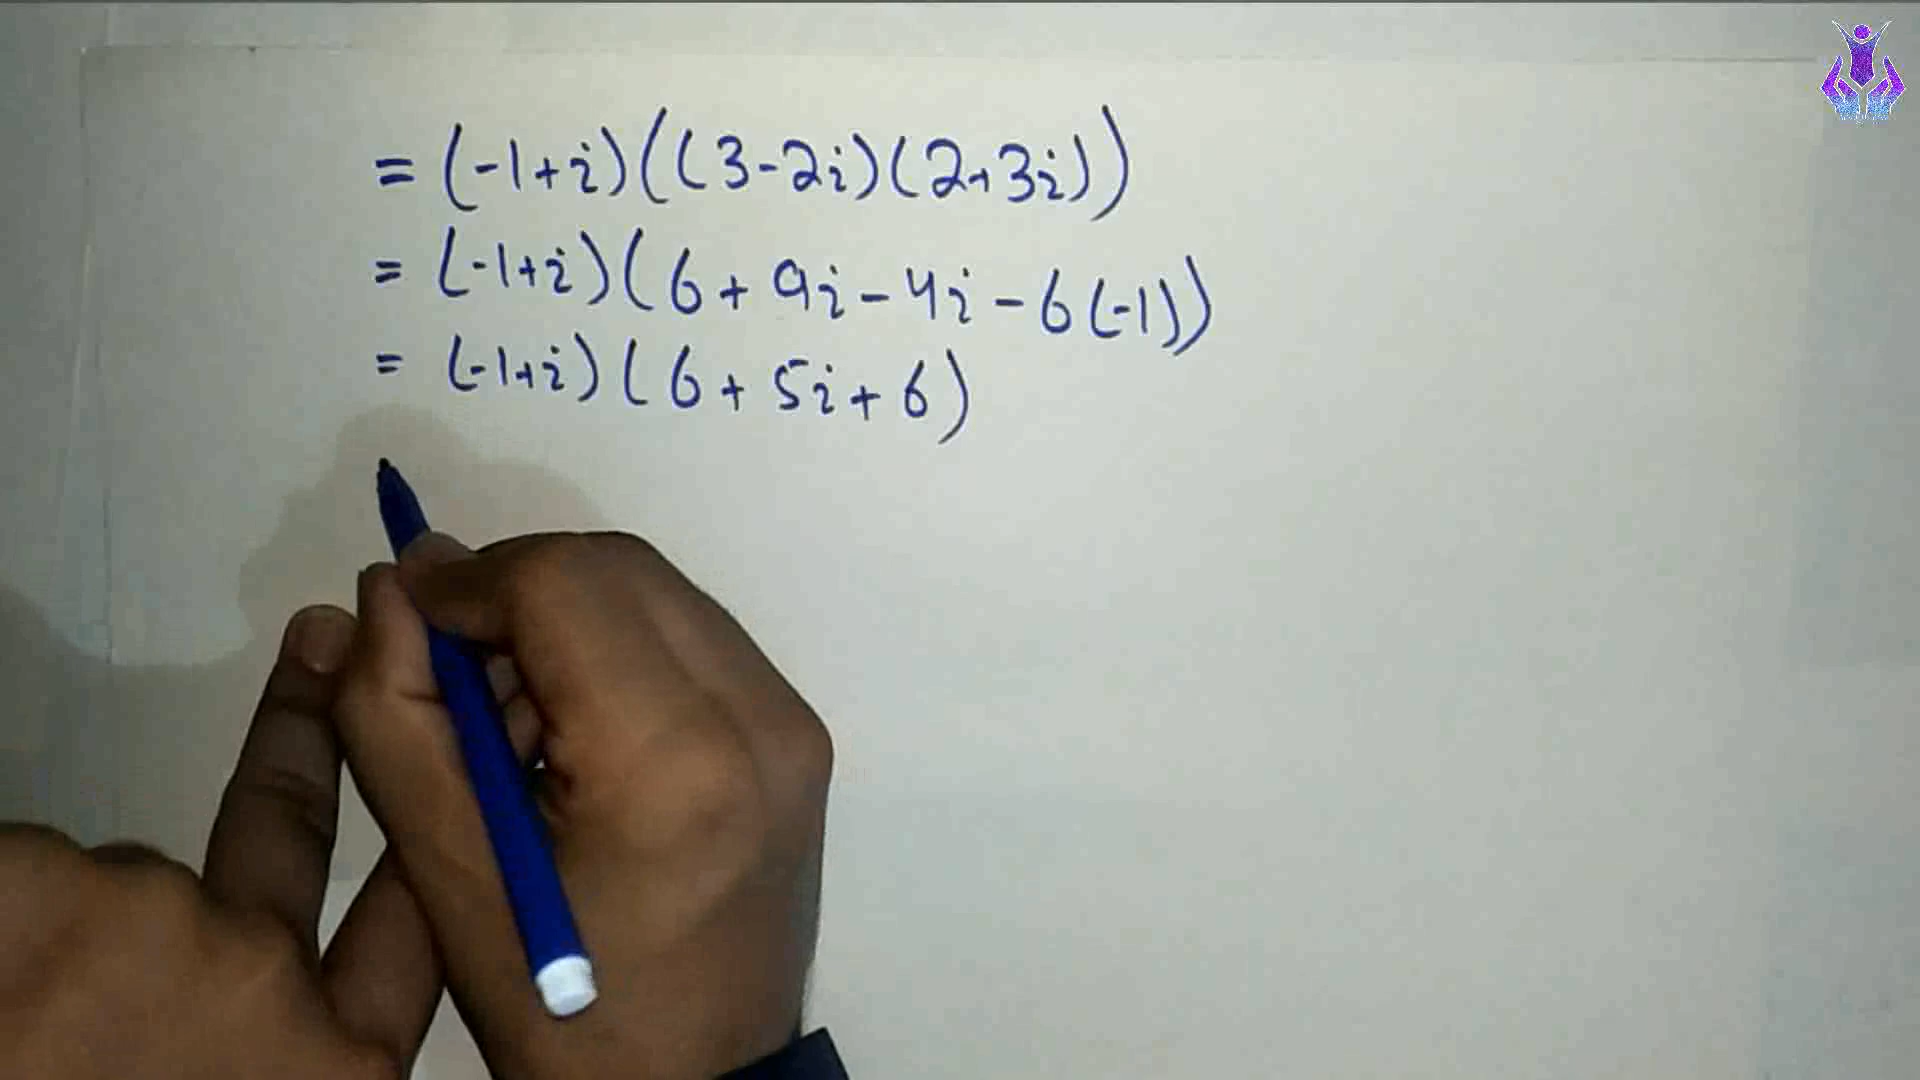 = (-1+i)((3-2i)(2+3i))
= (-1+i)(6 + 9i - 4i - 6(-1))
= (-1+i)(6 + 5i + 6)